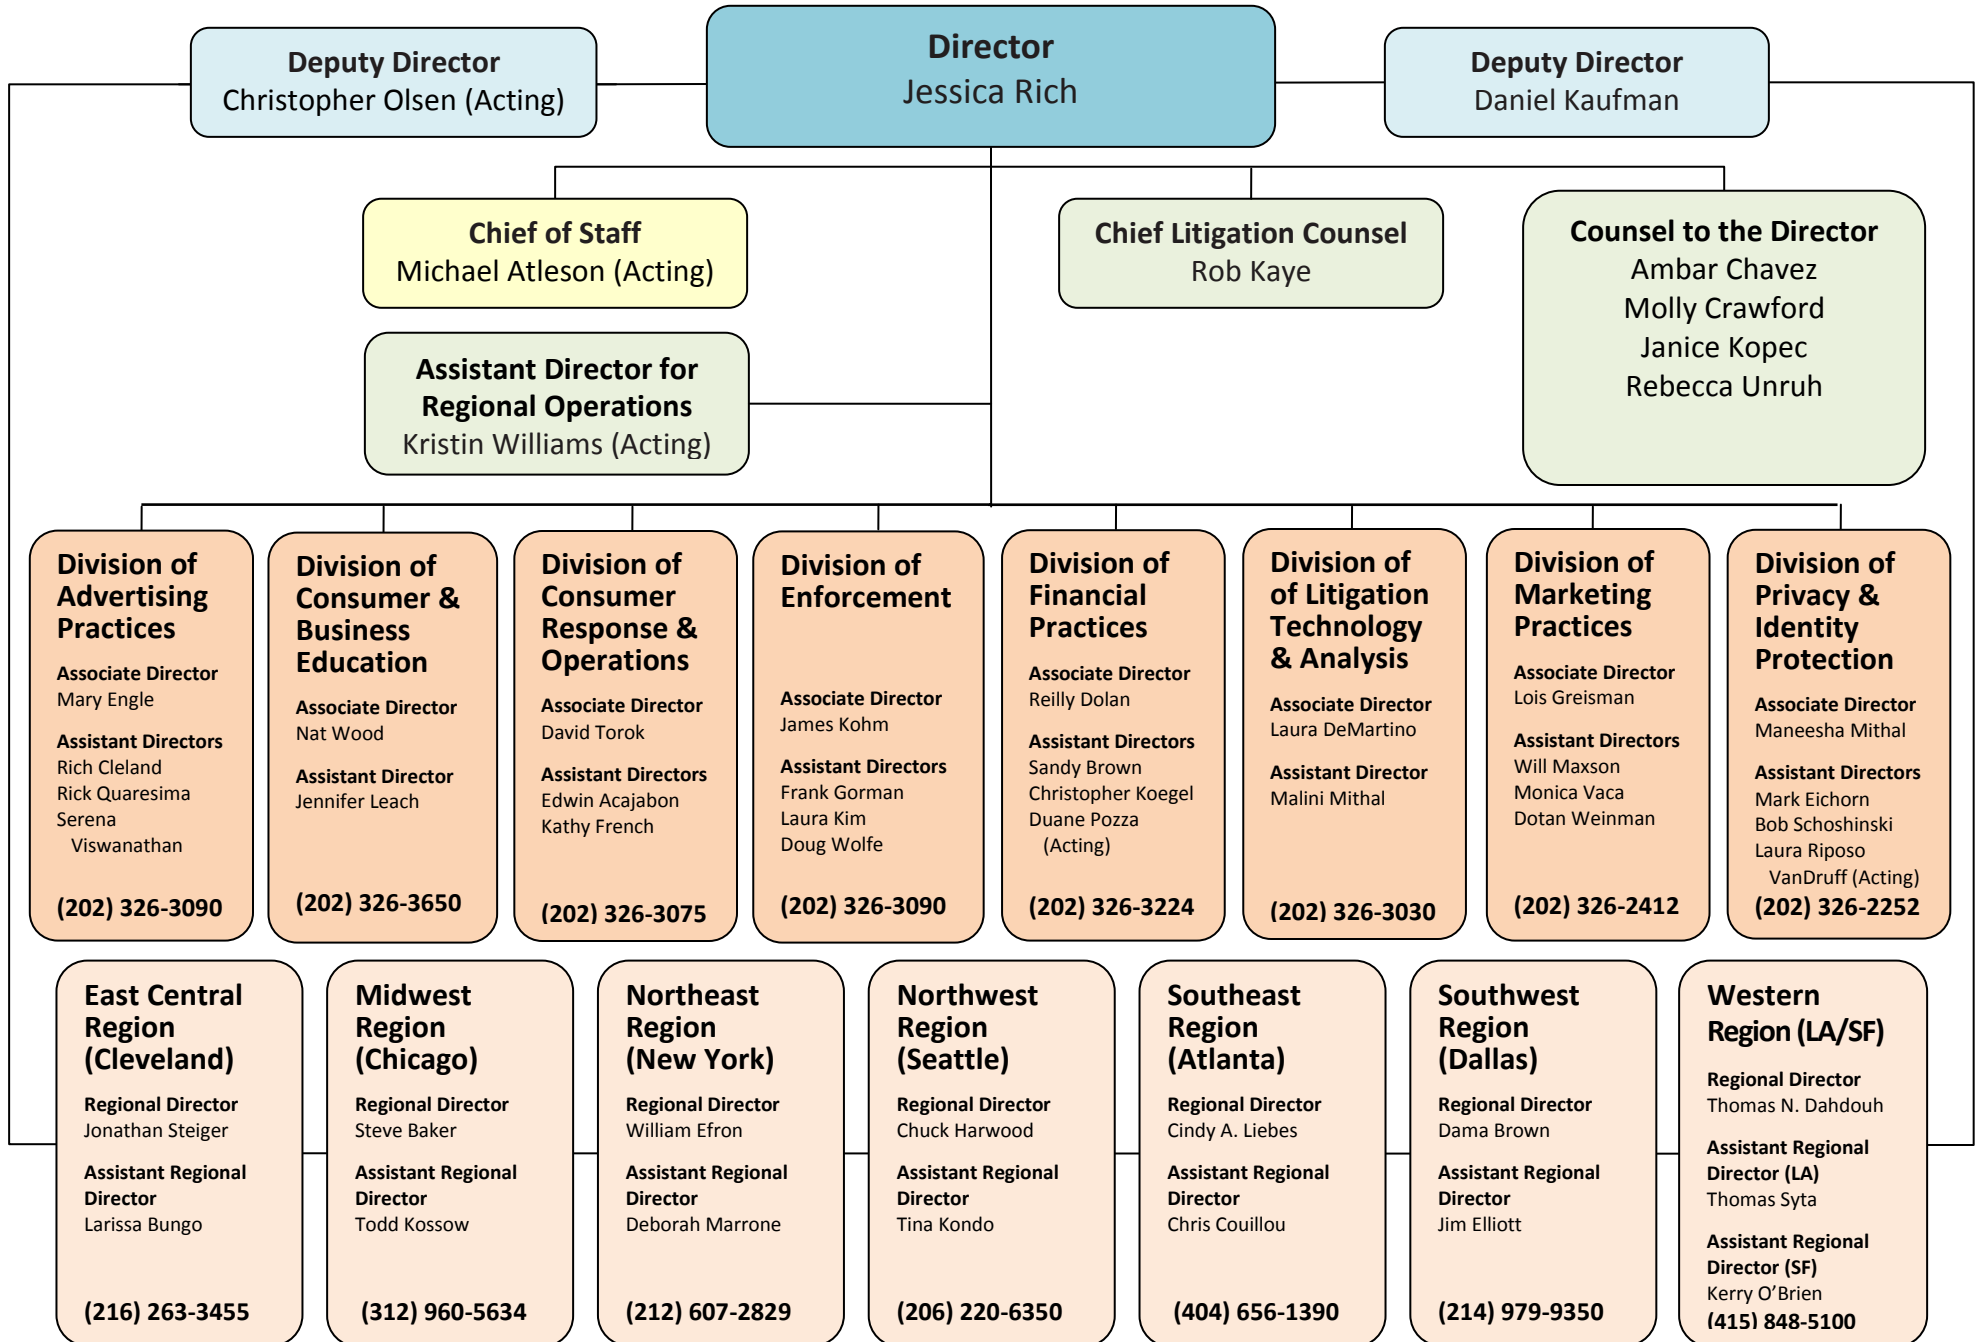 Director
Jessica Rich
Deputy Director
Christopher Olsen (Acting)
Deputy Director
Daniel Kaufman
Chief of Staff
Michael Atleson (Acting)
Chief Litigation Counsel
Rob Kaye
Counsel to the Director
Ambar Chavez
Molly Crawford
Janice Kopec
Rebecca Unruh
Assistant Director for
Regional Operations
Kristin Williams (Acting)
Division of
Advertising
Practices
Associate Director
Mary Engle
Assistant Directors
Rich Cleland
Rick Quaresima
Serena
Viswanathan
(202) 326-3090
Division of
Consumer &
Business
Education
Associate Director
Nat Wood
Assistant Director
Jennifer Leach
(202) 326-3650
Division of
Consumer
Response &
Operations
Associate Director
David Torok
Assistant Directors
Edwin Acajabon
Kathy French
(202) 326-3075
Division of
Enforcement
Associate Director
James Kohm
Assistant Directors
Frank Gorman
Laura Kim
Doug Wolfe
(202) 326-3090
Division of
Financial
Practices
Associate Director
Reilly Dolan
Assistant Directors
Sandy Brown
Christopher Koegel
Duane Pozza
(Acting)
(202) 326-3224
Division of
of Litigation
Technology
& Analysis
Associate Director
Laura DeMartino
Assistant Director
Malini Mithal
(202) 326-3030
Division of
Marketing
Practices
Associate Director
Lois Greisman
Assistant Directors
Will Maxson
Monica Vaca
Dotan Weinman
(202) 326-2412
Division of
Privacy &
Identity
Protection
Associate Director
Maneesha Mithal
Assistant Directors
Mark Eichorn
Bob Schoshinski
Laura Riposo
VanDruff (Acting)
(202) 326-2252
East Central
Region
(Cleveland)
Regional Director
Jonathan Steiger
Assistant Regional
Director
Larissa Bungo
(216) 263-3455
Midwest
Region
(Chicago)
Regional Director
Steve Baker
Assistant Regional
Director
Todd Kossow
(312) 960-5634
Northeast
Region
(New York)
Regional Director
William Efron
Assistant Regional
Director
Deborah Marrone
(212) 607-2829
Northwest
Region
(Seattle)
Regional Director
Chuck Harwood
Assistant Regional
Director
Tina Kondo
(206) 220-6350
Southeast
Region
(Atlanta)
Regional Director
Cindy A. Liebes
Assistant Regional
Director
Chris Couillou
(404) 656-1390
Southwest
Region
(Dallas)
Regional Director
Dama Brown
Assistant Regional
Director
Jim Elliott
(214) 979-9350
Western
Region (LA/SF)
Regional Director
Thomas N. Dahdouh
Assistant Regional
Director (LA)
Thomas Syta
Assistant Regional
Director (SF)
Kerry O’Brien
(415) 848-5100